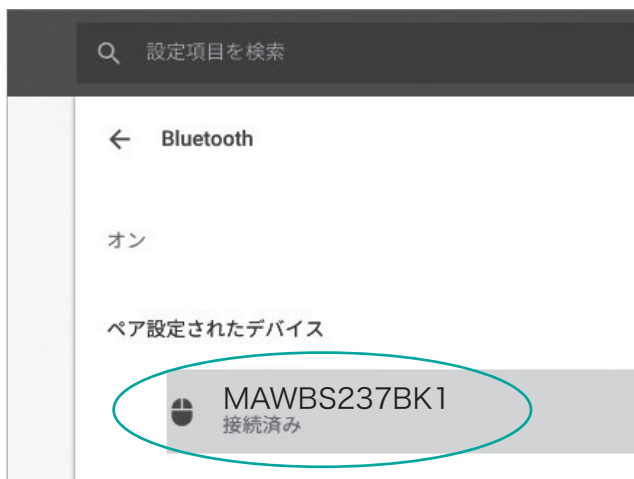 設定項目を検索
Bluetooth
オン
ペア設定されたデバイス
MAWBS237BK1
接続済み